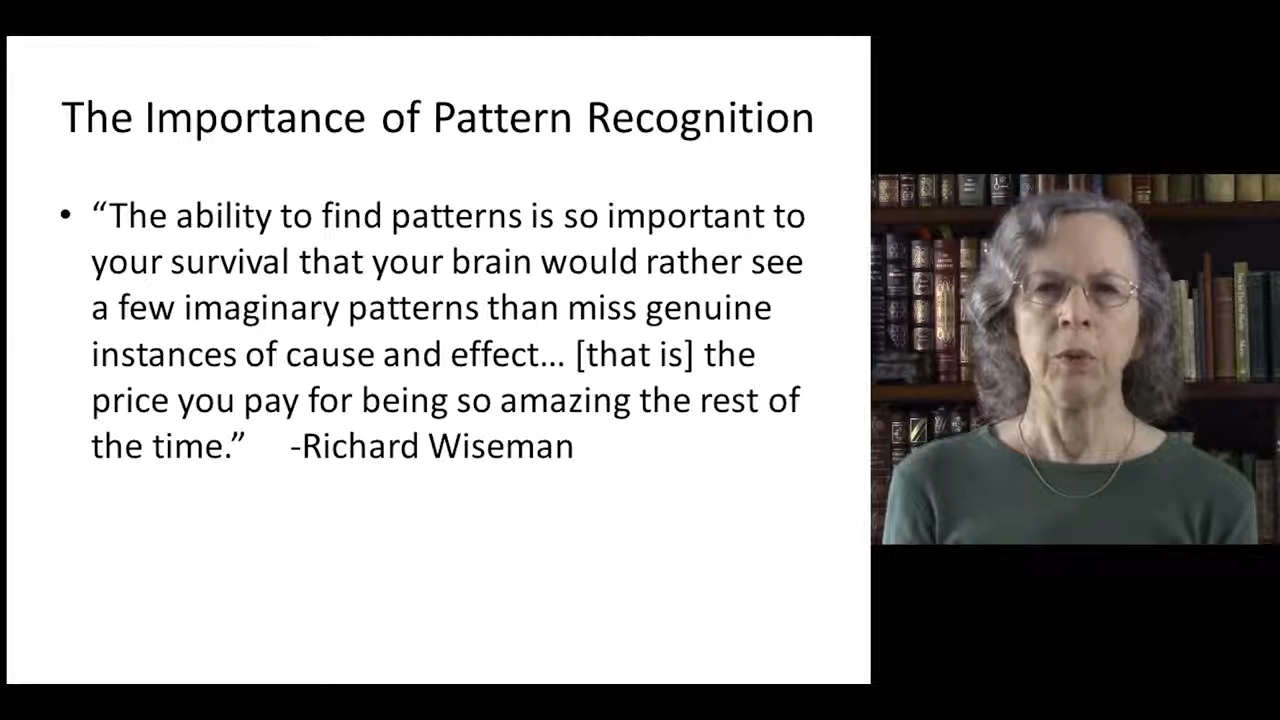 The Importance of Pattern Recognition
• “The ability to find patterns is so important to
your survival that your brain would rather see
a few imaginary patterns than miss genuine
instances of cause and effect… [that is] the
price you pay for being so amazing the rest of
the time.” -Richard Wiseman